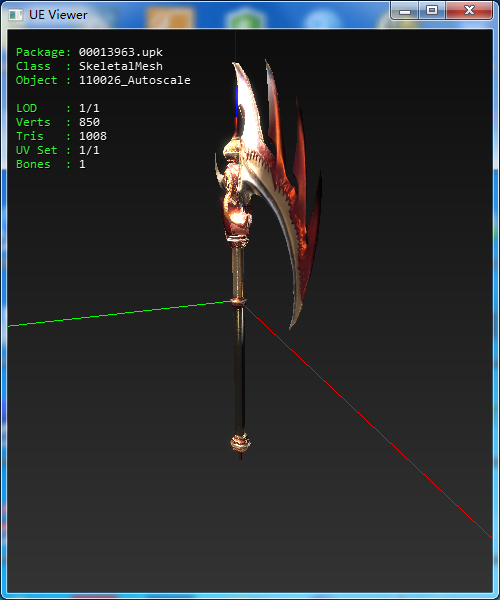 UE Viewer
Package: 00013963.upk
Class : SkeletalMesh
Object : 110026_Autoscale
LOD : 1/1
Verts : 850
Tris : 1008
UV Set : 1/1
Bones : 1